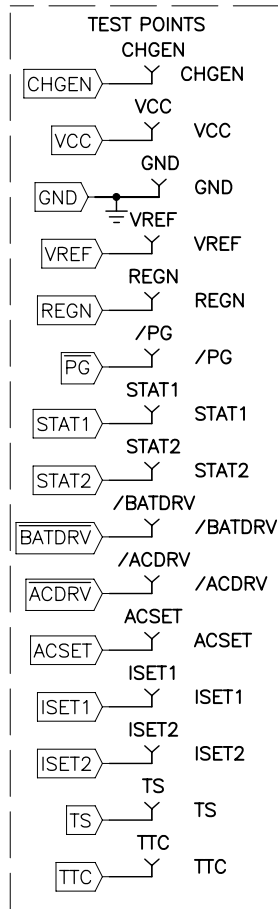 TEST POINTS
CHGEN
CHGEN CHGEN
VCC
VCC VCC
GND
GND GND
VREF
VREF VREF
REGN
REGN REGN
/PG
PG /PG
STAT1
STAT1 STAT1
STAT2
STAT2 STAT2
/BATDRV
BATDRV /BATDRV
/ACDRV
ACDRV /ACDRV
ACSET
ACSET ACSET
ISET1
ISET1 ISET1
ISET2
ISET2 ISET2
TS
TS TS
TTC
TTC TTC